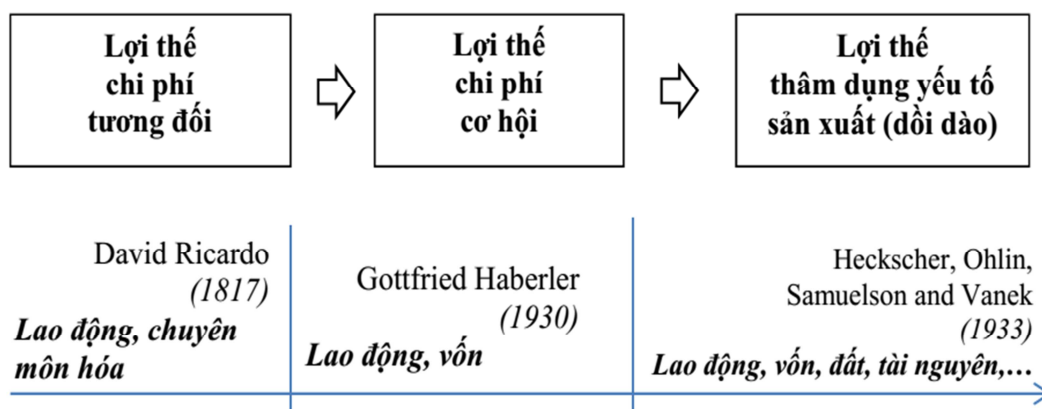 Lợi thế
chi phí
tương đối
Lợi thế
chi phí
cơ hội
Lợi thế
thâm dụng yếu tố
sản xuất (dồi dào)
David Ricardo
(1817)
Lao động, chuyên
môn hóa
Gottfried Haberler
(1930)
Lao động, vốn
Heckscher, Ohlin,
Samuelson and Vanek
(1933)
Lao động, vốn, đất, tài nguyên,…